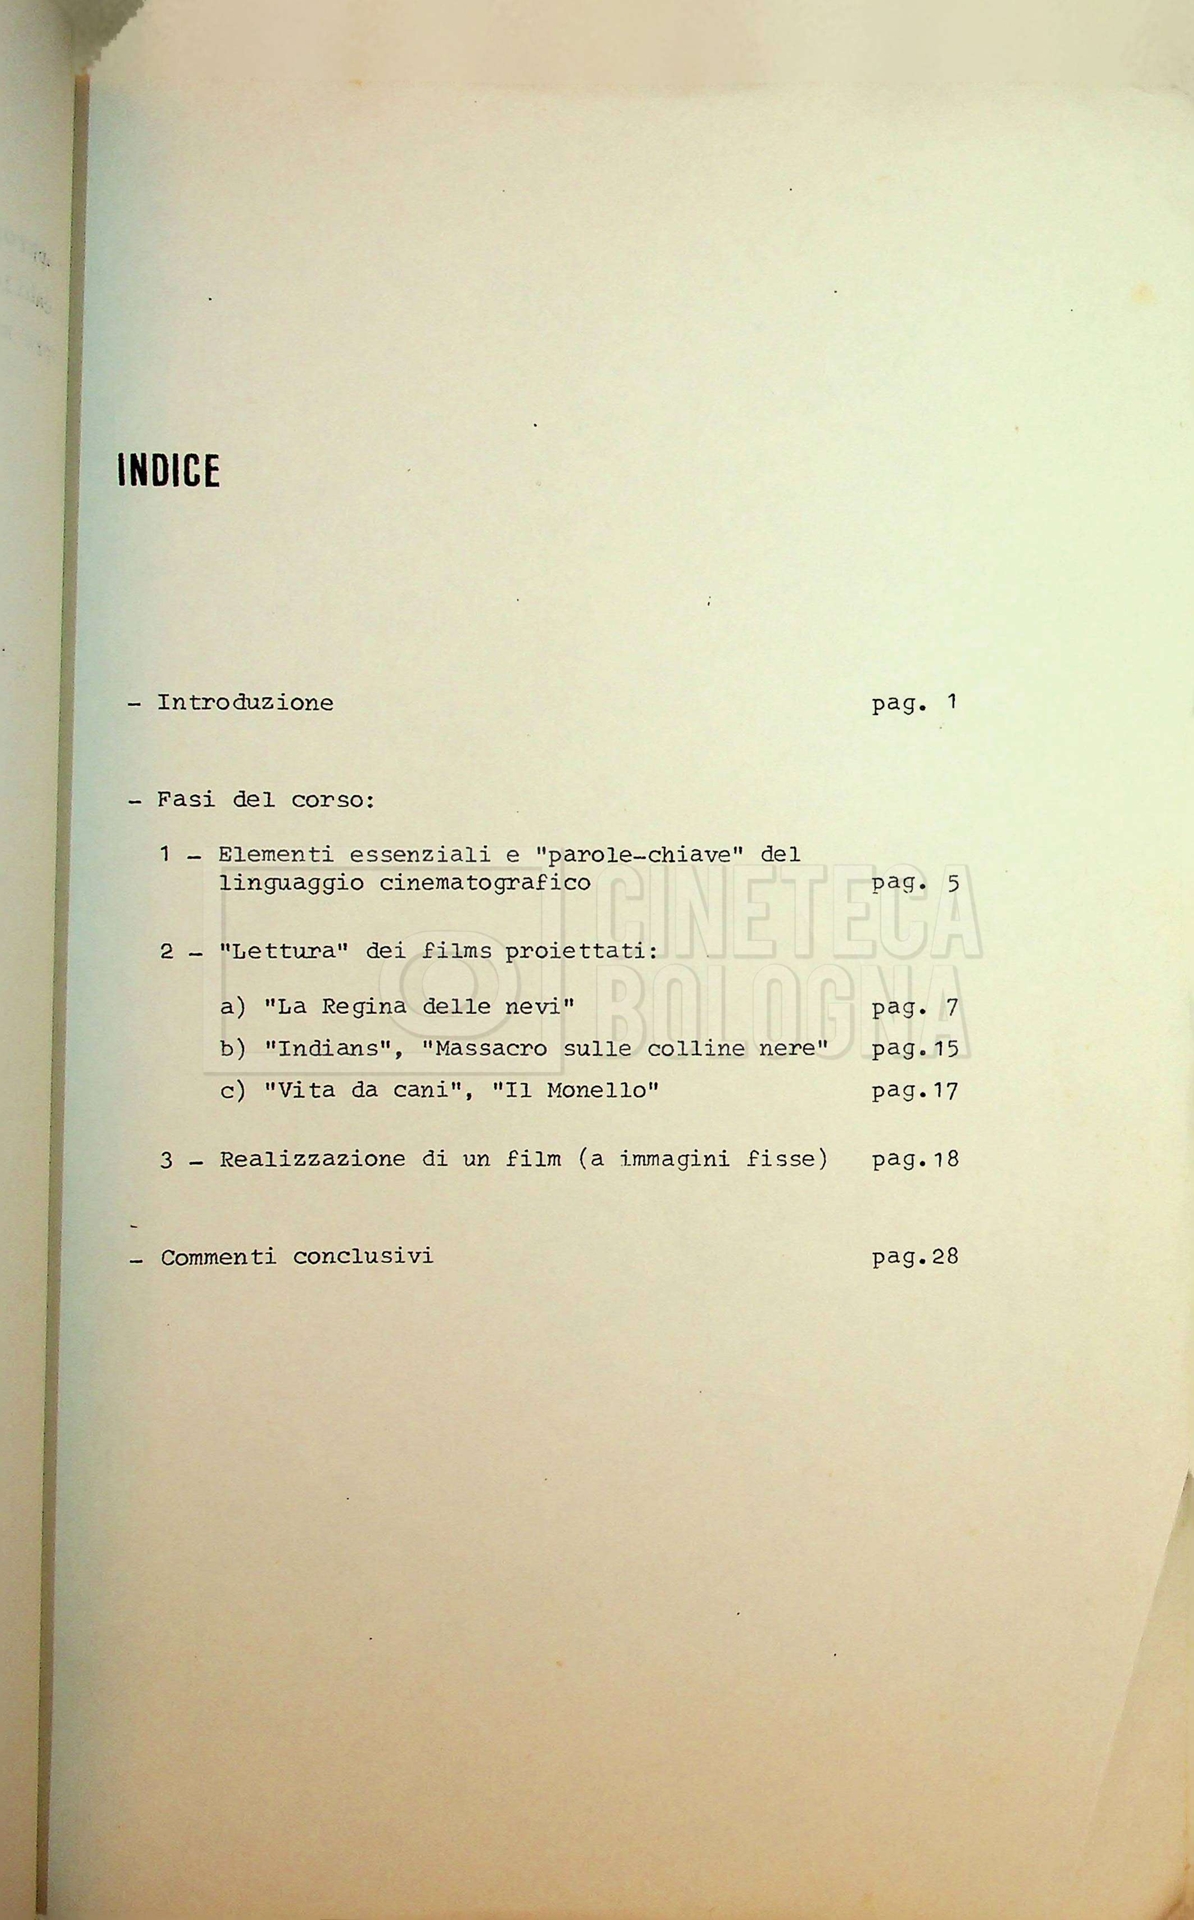 INDICE
- Introduzione pag. 1
- Fasi del corso:
1 - Elementi essenziali e "parole-chiave" del
linguaggio cinematografico pag. 5
2 - "Lettura" dei films proiettati:
a) "La Regina delle nevi" pag. 7
b) "Indians", "Massacro sulle colline nere" pag.15
c) "Vita da cani", "Il Monello" pag.17
3 - Realizzazione di un film (a immagini fisse) pag.18
- Commenti conclusivi pag.28
CINETECA
BOLOGNA